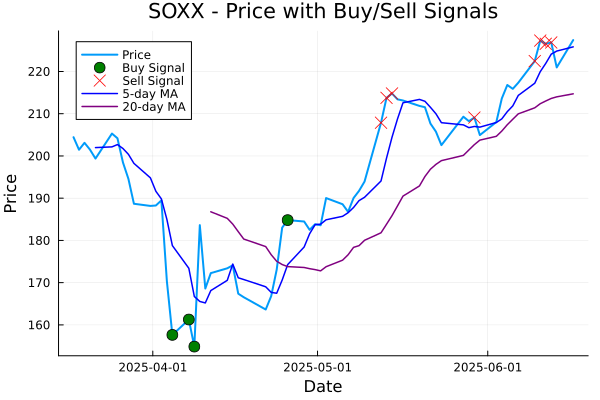 SOXX - Price with Buy/Sell Signals
Price
Buy Signal
Sell Signal
5-day MA
20-day MA
Price
220
210
200
190
180
170
160
2025-04-01
2025-05-01
2025-06-01
Date